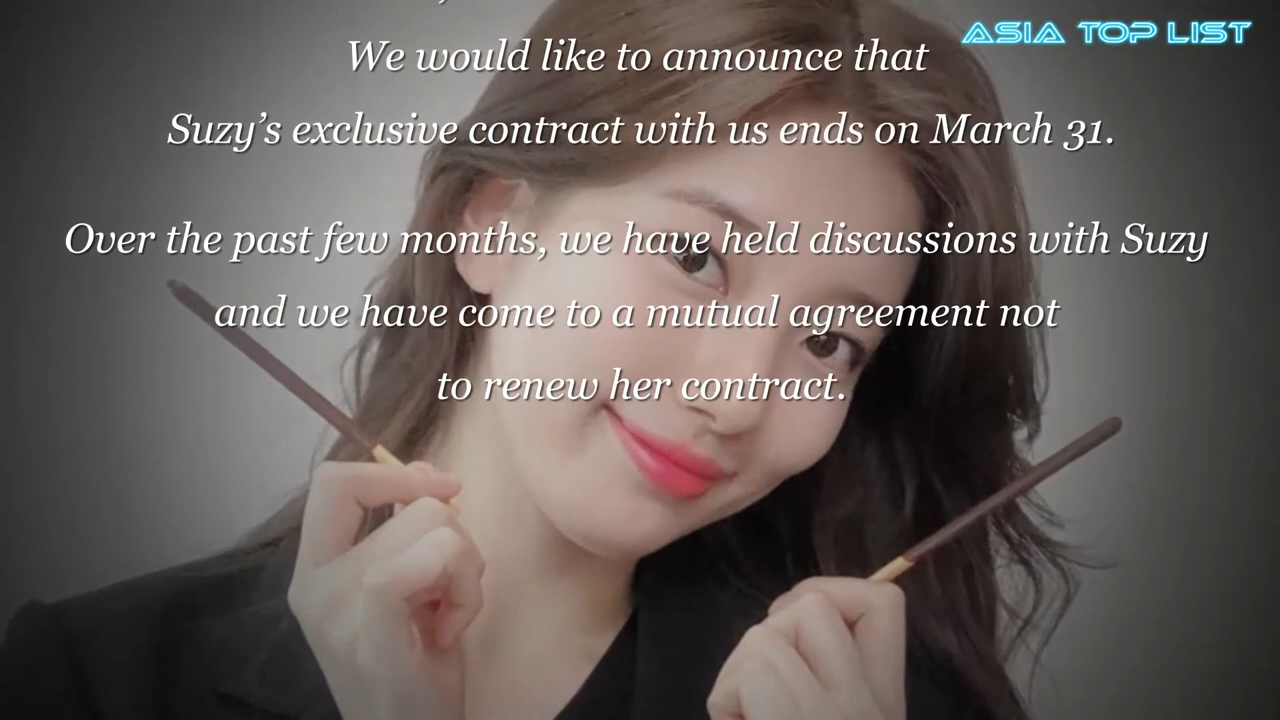 ASIA TOP LIST
We would like to announce that
Suzy’s exclusive contract with us ends on March 31.
Over the past few months, we have held discussions with Suzy
and we have come to a mutual agreement not
to renew her contract.